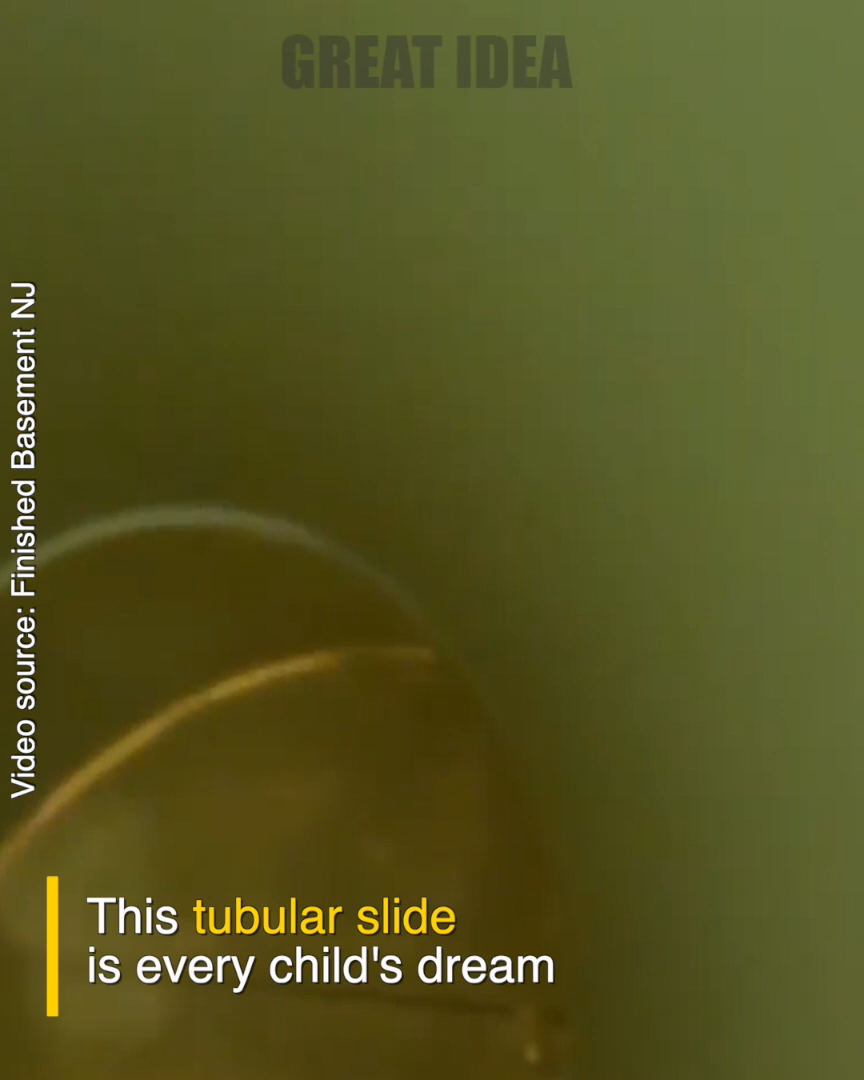 GREAT IDEA
Video source: Finished Basement NJ
This tubular slide
is every child's dream